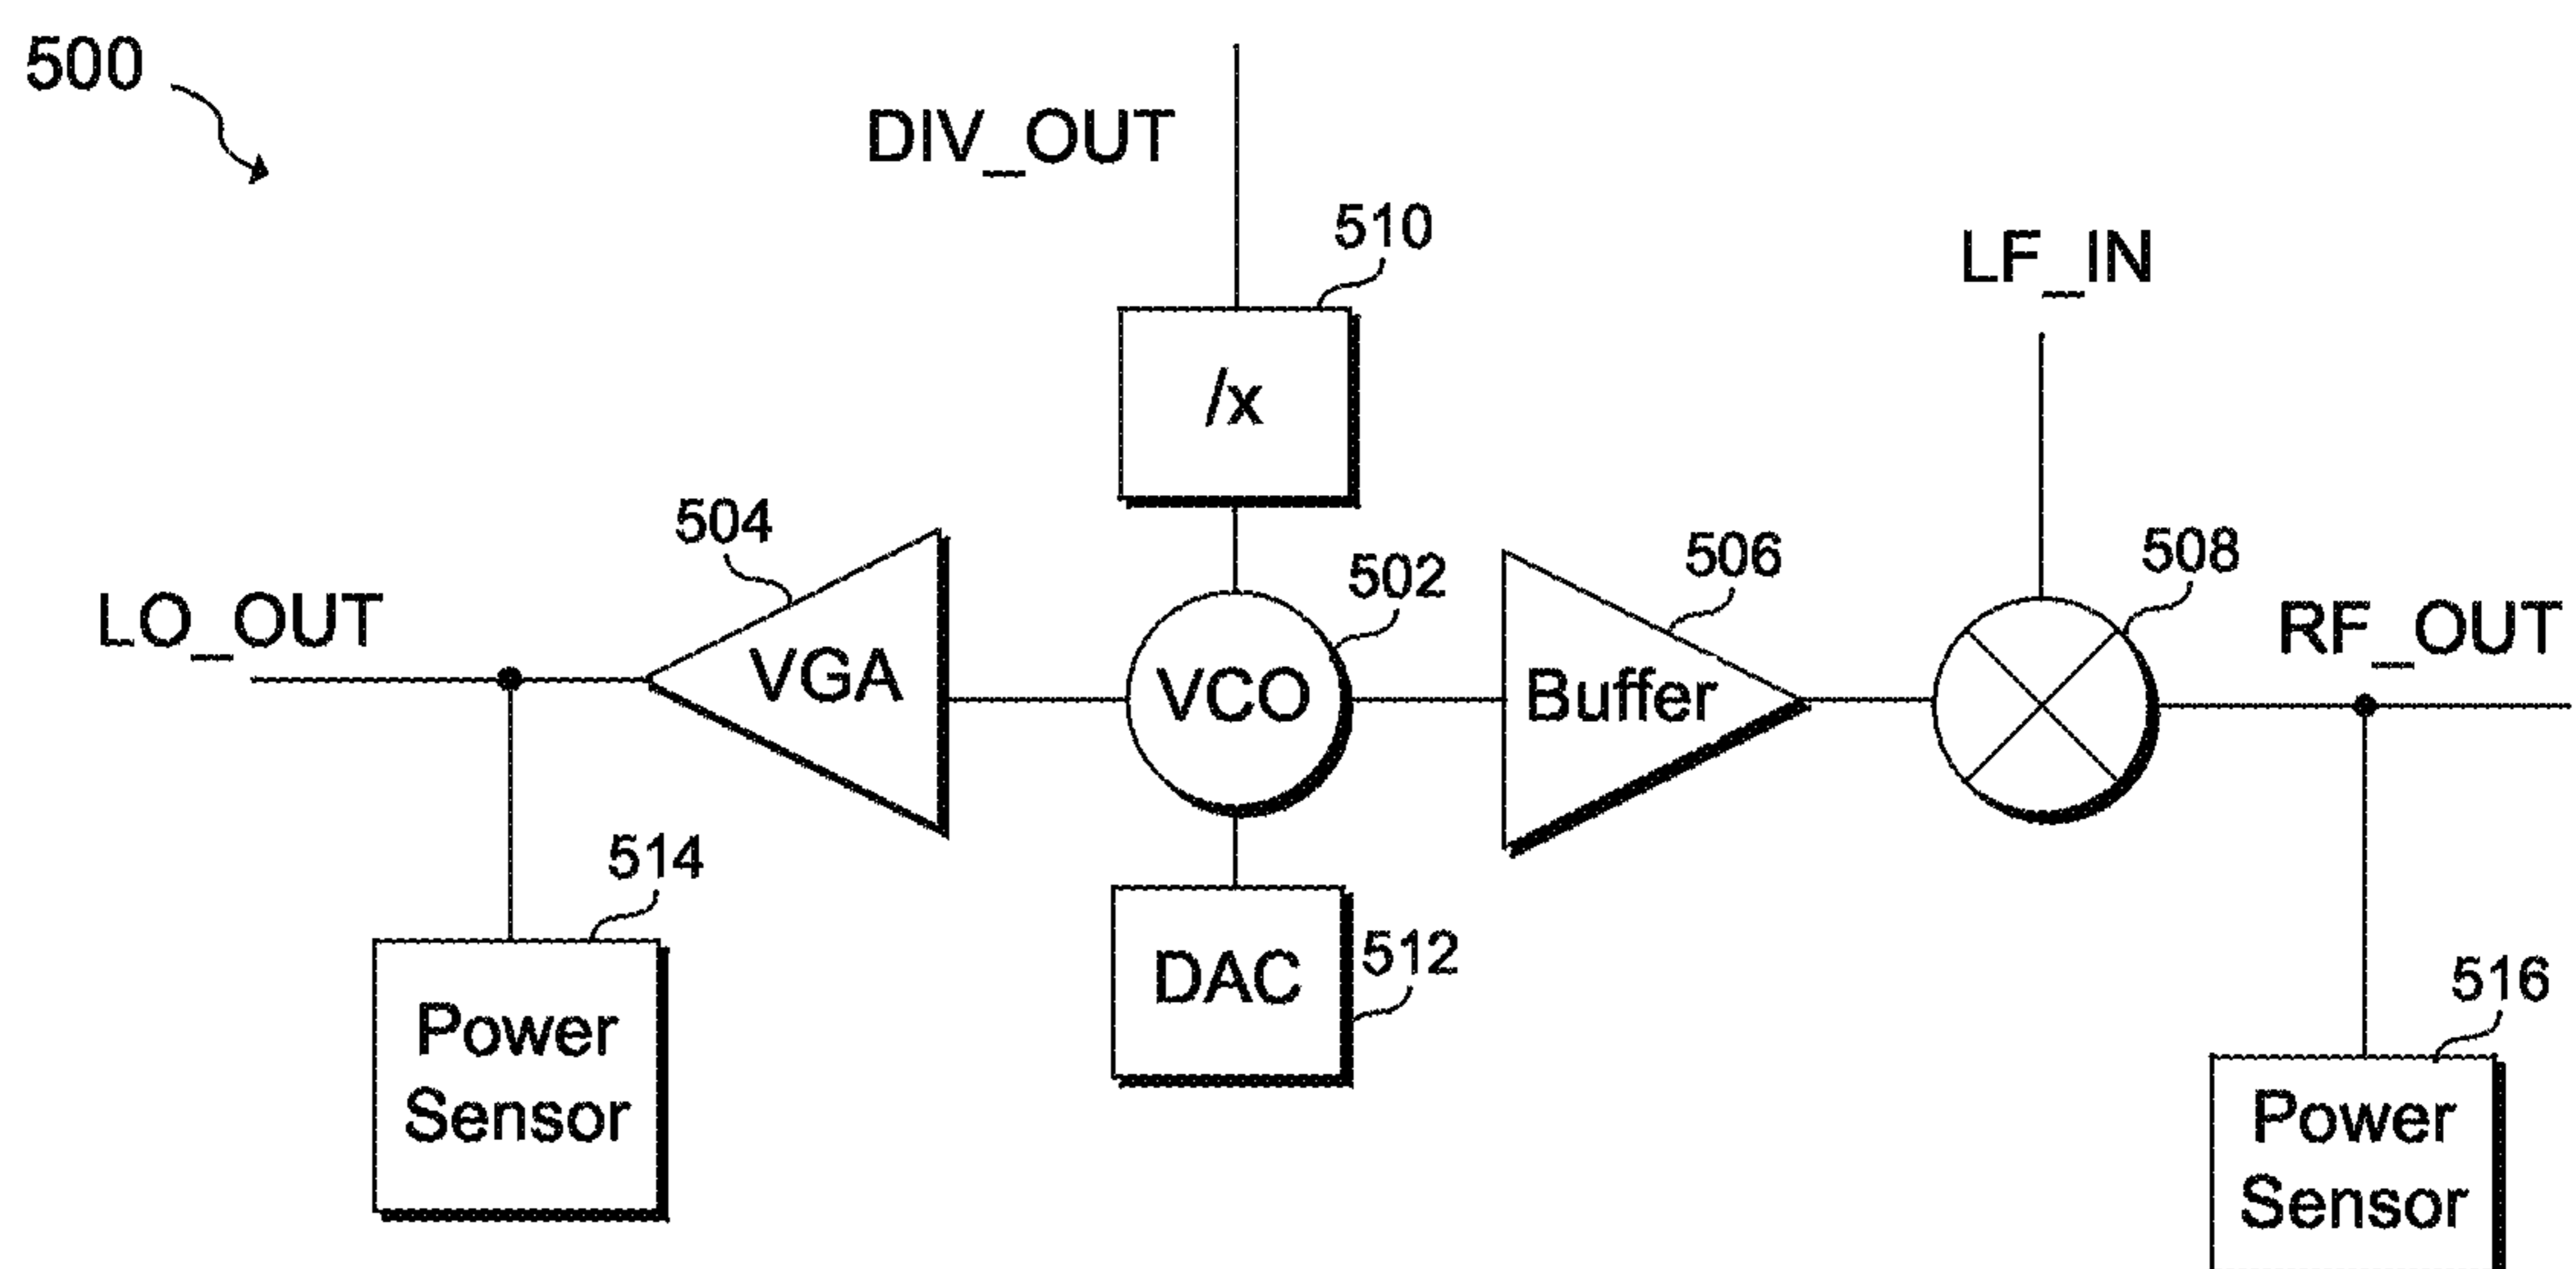 500
DIV_OUT
510
/x
LF_IN
504
502
506
508
LO_OUT
VGA
VCO
Buffer
RF_OUT
514
Power
Sensor
DAC
512
516
Power
Sensor